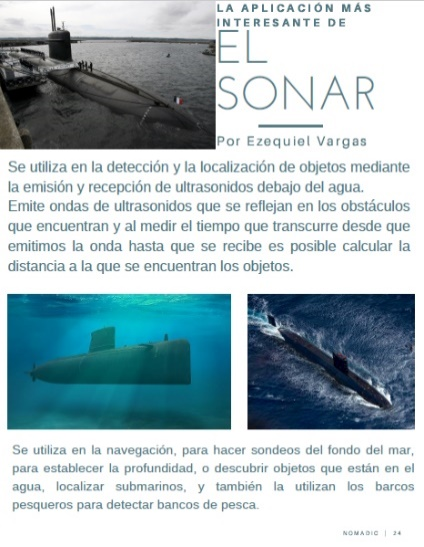 LA APLICACIÓN MÁS
INTERESANTE DE
EL
SONAR
Por Ezequiel Vargas
Se utiliza en la detección y la localización de objetos mediante
la emisión y recepción de ultrasonidos debajo del agua.
Emite ondas de ultrasonidos que se reflejan en los obstáculos
que encuentran y al medir el tiempo que transcurre desde que
emitimos la onda hasta que se recibe es posible calcular la
distancia a la que se encuentran los objetos.
Se utiliza en la navegación, para hacer sondeos del fondo del mar,
para establecer la profundidad, o descubrir objetos que están en el
agua, localizar submarinos, y también la utilizan los barcos
pesqueros para detectar bancos de pesca.
NOMADIC | 24